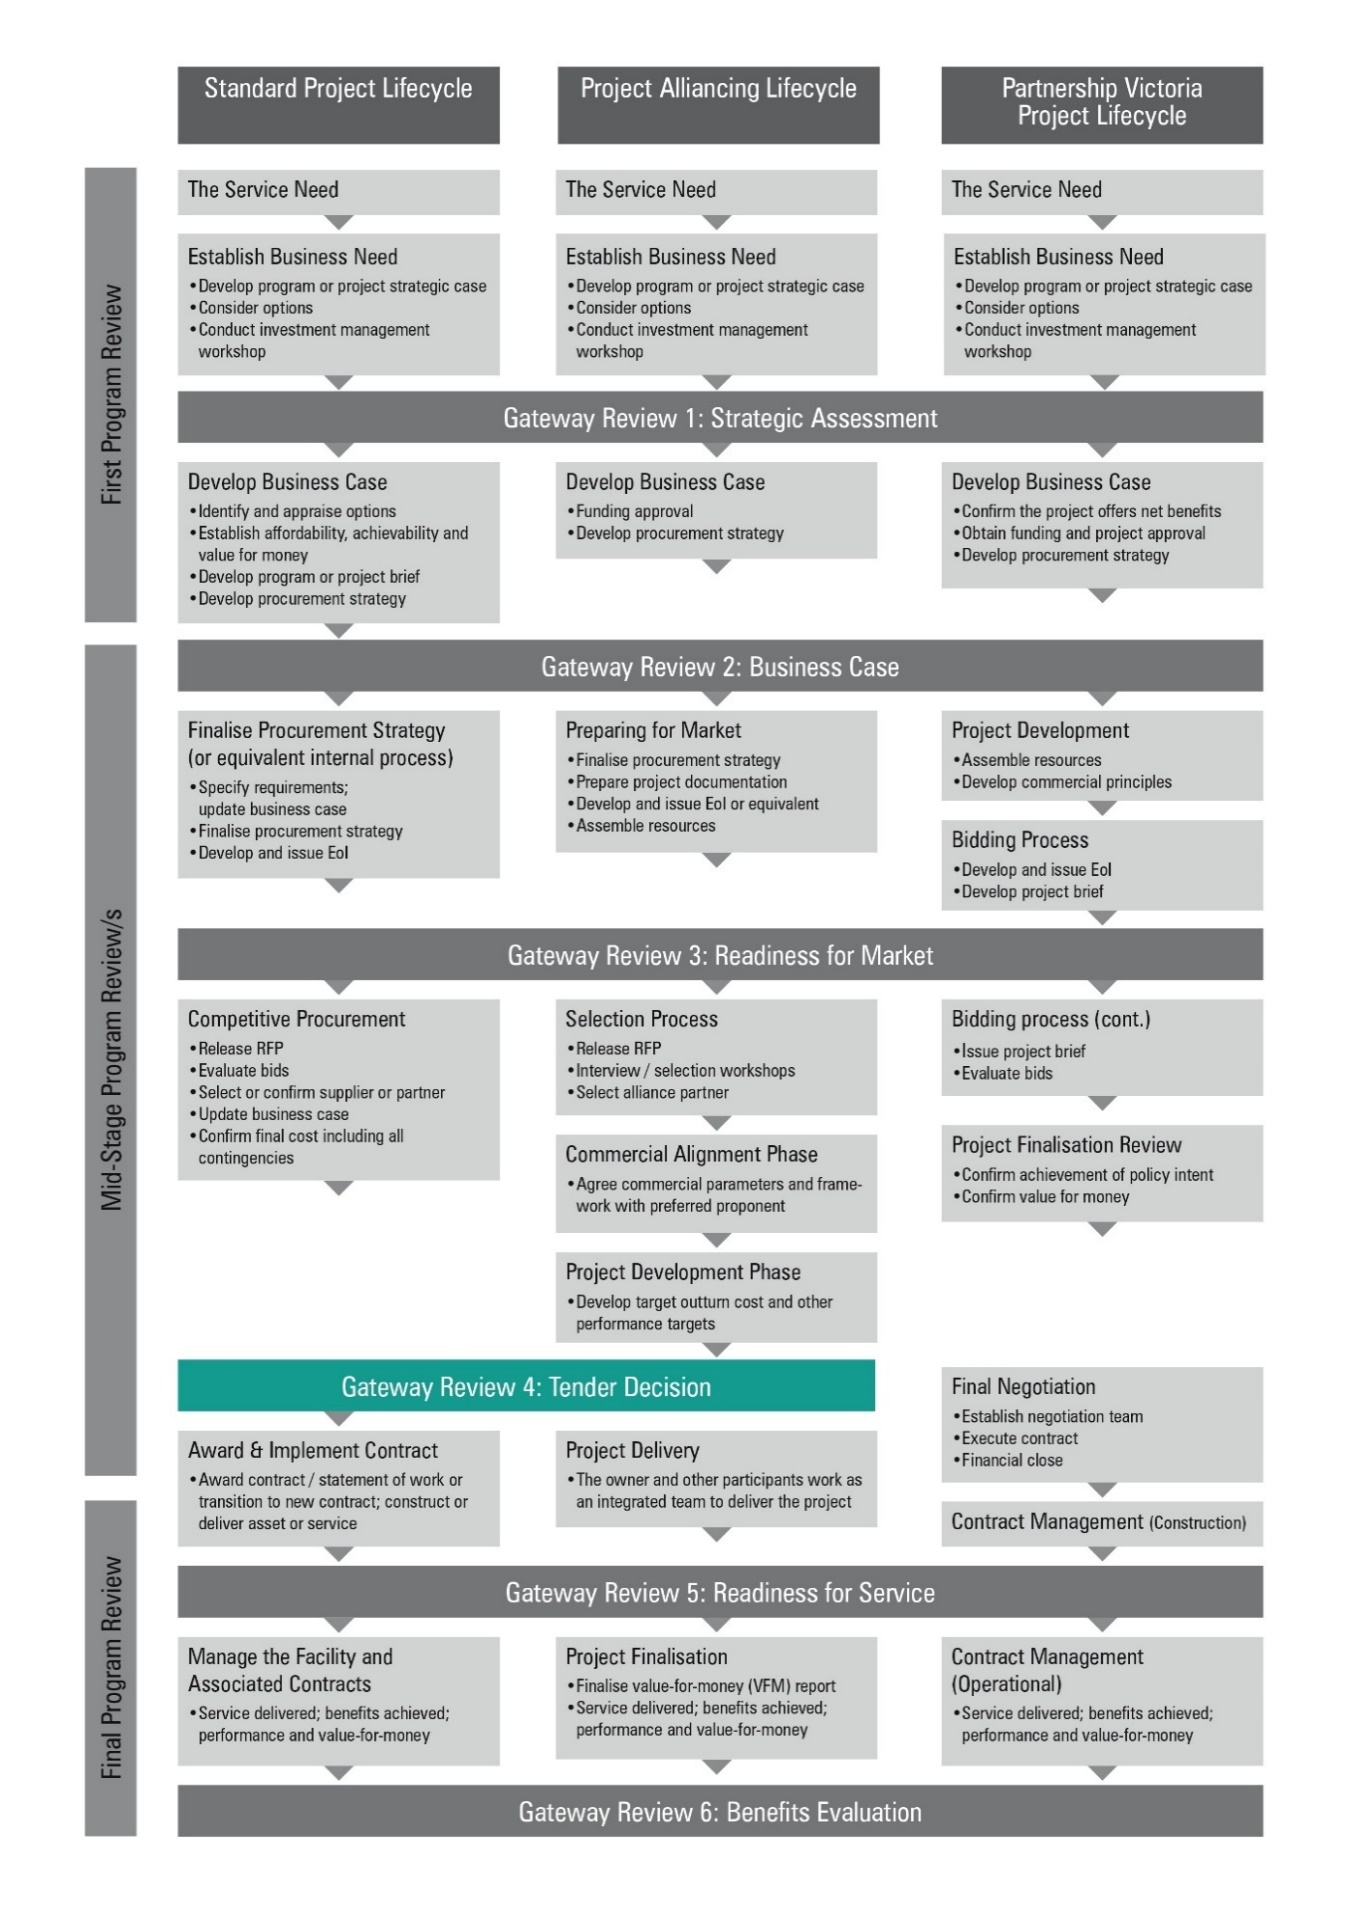 Standard Project Lifecycle
Project Alliancing Lifecycle
Partnership Victoria
Project Lifecycle
First Program Review
The Service Need
The Service Need
The Service Need
Establish Business Need
•Develop program or project strategic case
•Consider options
•Conduct investment management
workshop
Establish Business Need
•Develop program or project strategic case
•Consider options
•Conduct investment management
workshop
Establish Business Need
•Develop program or project strategic case
•Consider options
•Conduct investment management
workshop
Gateway Review 1: Strategic Assessment
Develop Business Case
•Identify and appraise options
•Establish affordability, achievability and
value for money
•Develop program or project brief
•Develop procurement strategy
Develop Business Case
•Funding approval
•Develop procurement strategy
Develop Business Case
•Confirm the project offers net benefits
•Obtain funding and project approval
•Develop procurement strategy
Mid-Stage Program Review/s
Gateway Review 2: Business Case
Finalise Procurement Strategy
(or equivalent internal process)
•Specify requirements;
update business case
•Finalise procurement strategy
•Develop and issue EoI
Preparing for Market
•Finalise procurement strategy
•Prepare project documentation
•Develop and issue EoI or equivalent
•Assemble resources
Project Development
•Assemble resources
•Develop commercial principles
Bidding Process
•Develop and issue EoI
•Develop project brief
Gateway Review 3: Readiness for Market
Competitive Procurement
•Release RFP
•Evaluate bids
•Select or confirm supplier or partner
•Update business case
•Confirm final cost including all
contingencies
Selection Process
•Release RFP
•Interview / selection workshops
•Select alliance partner
Commercial Alignment Phase
•Agree commercial parameters and frame-
work with preferred proponent
Project Development Phase
•Develop target outturn cost and other
performance targets
Bidding process (cont.)
•Issue project brief
•Evaluate bids
Project Finalisation Review
•Confirm achievement of policy intent
•Confirm value for money
Gateway Review 4: Tender Decision
Final Negotiation
•Establish negotiation team
•Execute contract
•Financial close
Award & Implement Contract
•Award contract / statement of work or
transition to new contract; construct or
deliver asset or service
Project Delivery
•The owner and other participants work as
an integrated team to deliver the project
Contract Management (Construction)
Final Program Review
Gateway Review 5: Readiness for Service
Manage the Facility and
Associated Contracts
•Service delivered; benefits achieved;
performance and value-for-money
Project Finalisation
•Finalise value-for-money (VFM) report
•Service delivered; benefits achieved;
performance and value-for-money
Contract Management
(Operational)
•Service delivered; benefits achieved;
performance and value-for-money
Gateway Review 6: Benefits Evaluation